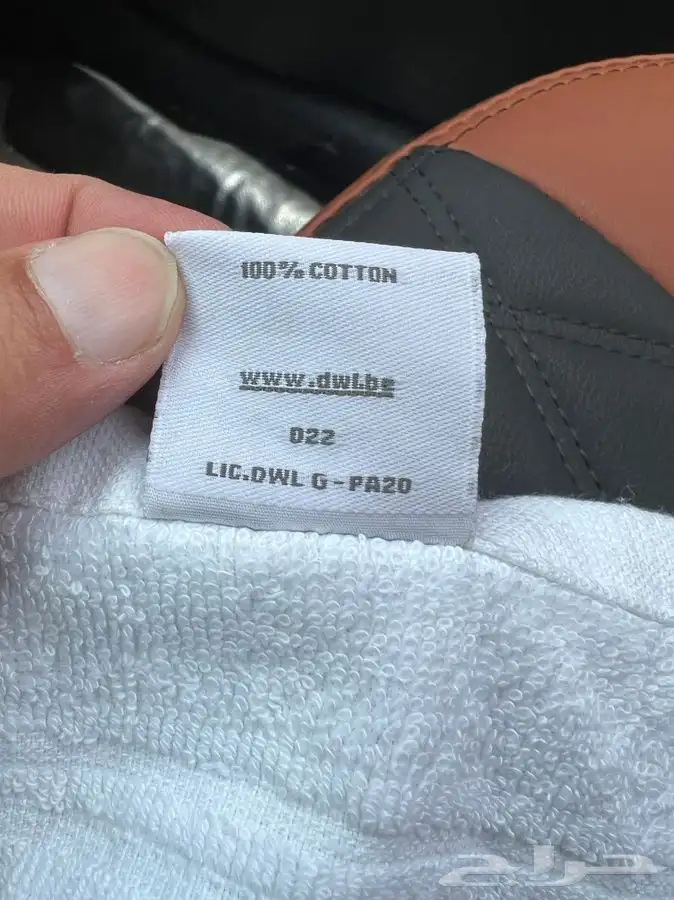 100% COTTON
www.dwl.be
022
LIC.DWL G - PA20
حراج